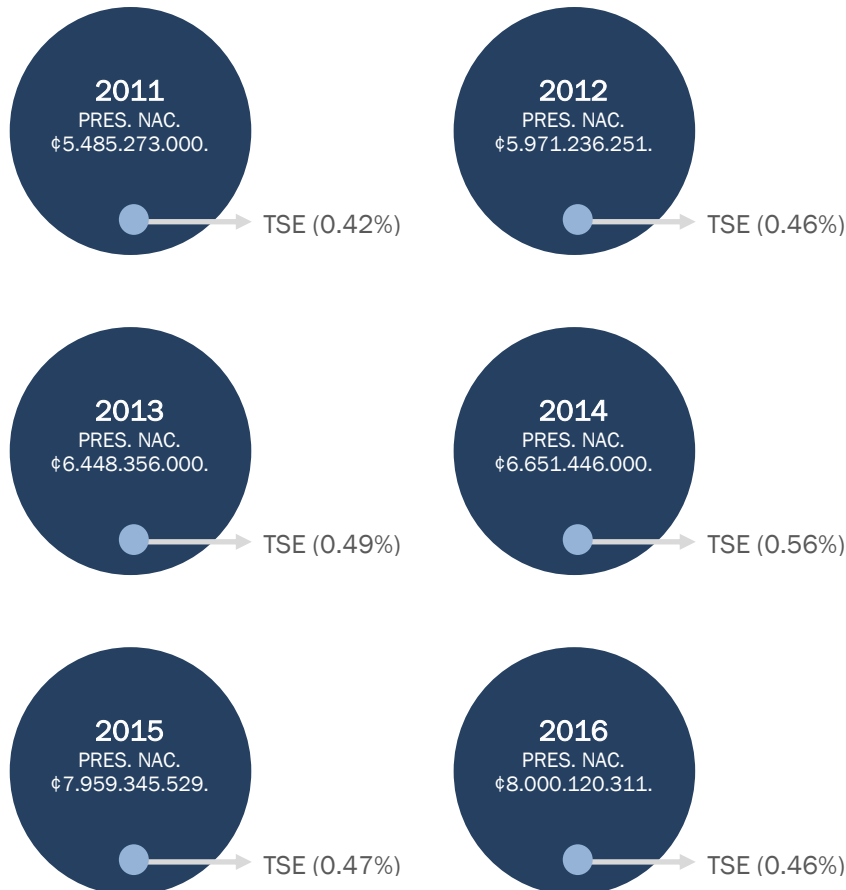 2011
PRES. NAC.
¢5.485.273.000.
TSE (0.42%)
2012
PRES. NAC.
¢5.971.236.251.
TSE (0.46%)
2013
PRES. NAC.
¢6.448.356.000.
TSE (0.49%)
2014
PRES. NAC.
¢6.651.446.000.
TSE (0.56%)
2015
PRES. NAC.
¢7.959.345.529.
TSE (0.47%)
2016
PRES. NAC.
¢8.000.120.311.
TSE (0.46%)